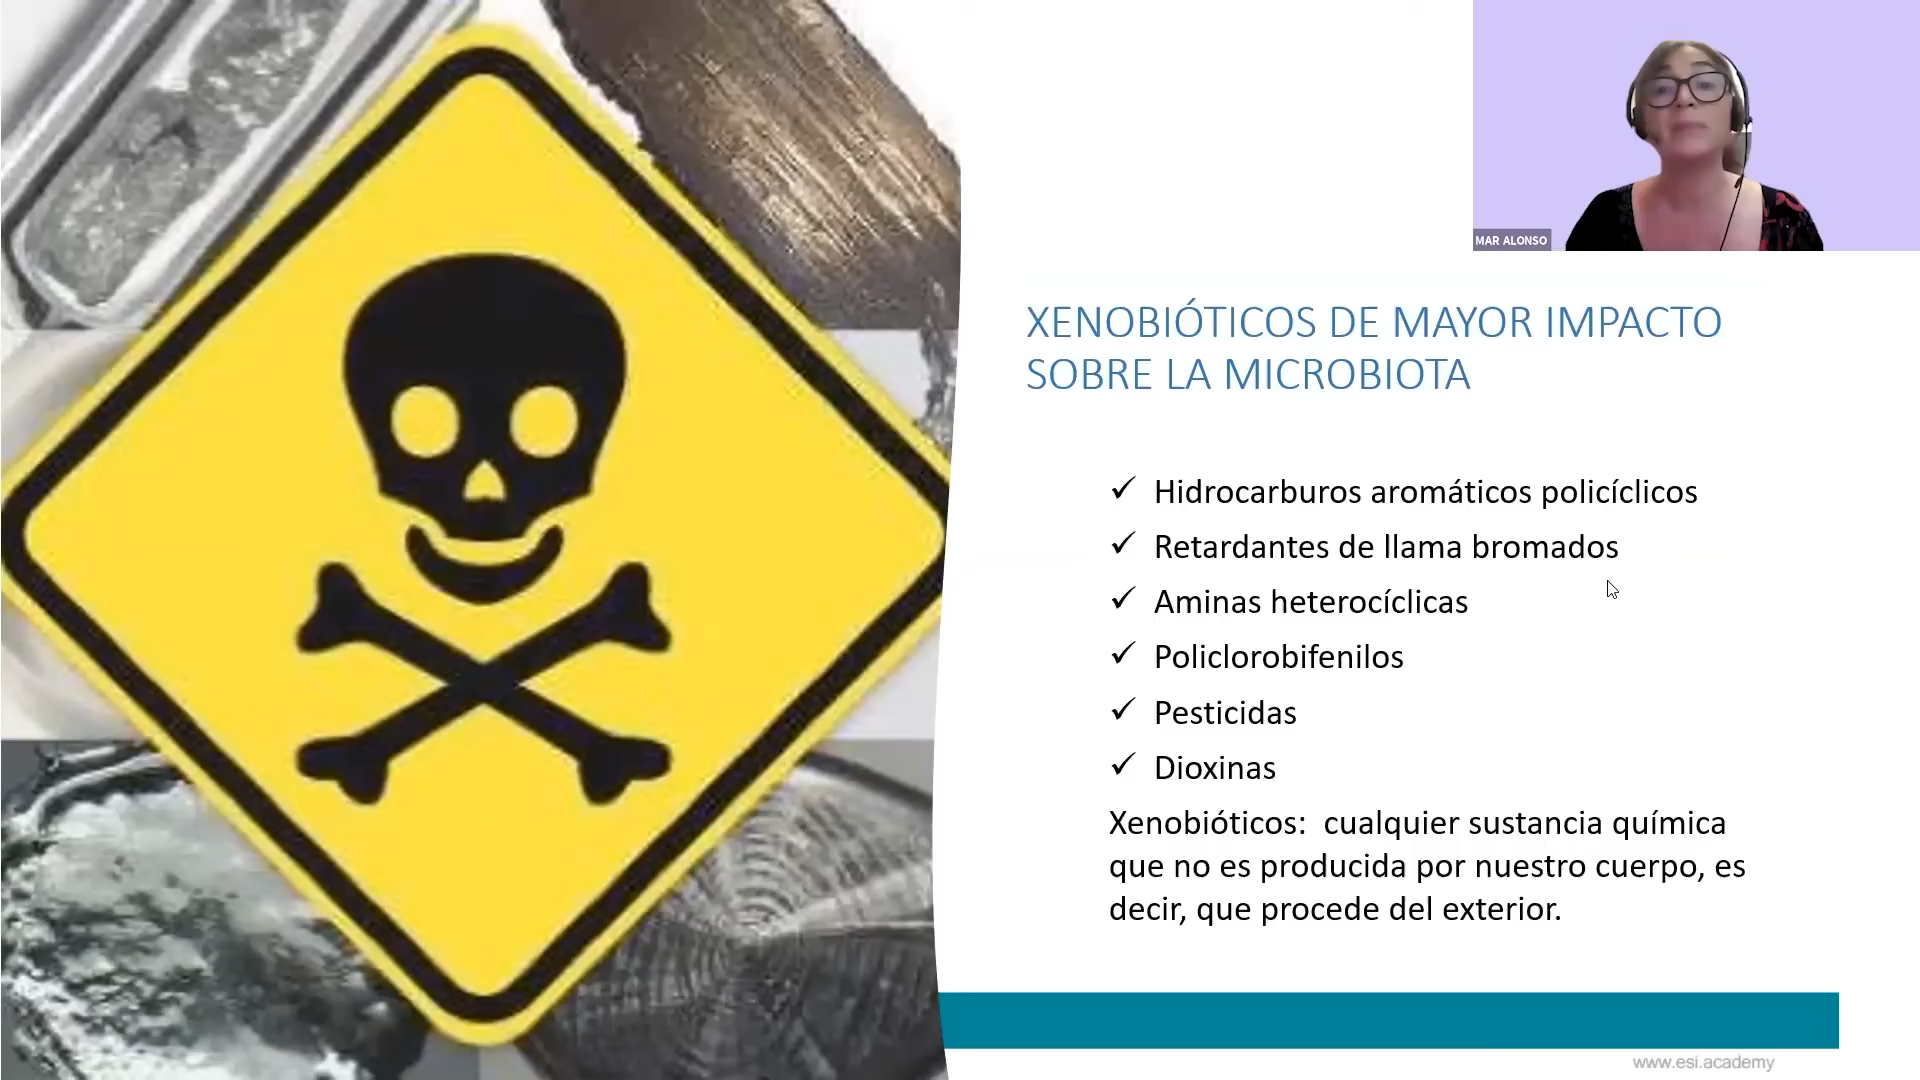 MAR ALONSO
XENOBIÓTICOS DE MAYOR IMPACTO
SOBRE LA MICROBIOTA
✓ Hidrocarburos aromáticos policíclicos
✓ Retardantes de llama bromados
✓ Aminas heterocíclicas
✓ Policlorobifenilos
✓ Pesticidas
✓ Dioxinas
Xenobióticos:  cualquier sustancia química
que no es producida por nuestro cuerpo, es
decir, que procede del exterior.
www.esi.academy